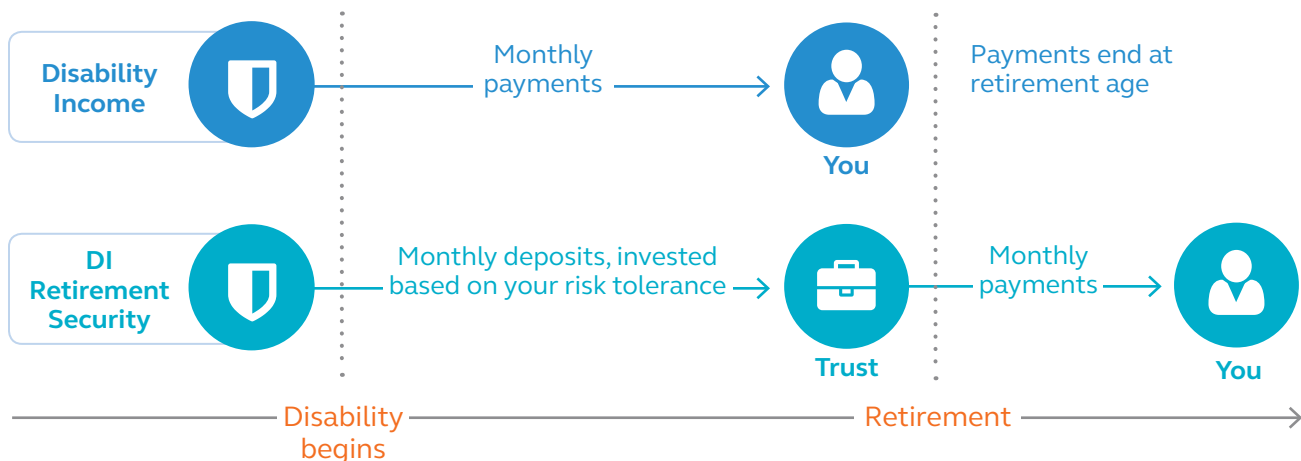 Disability
Income
Monthly
payments
You
Payments end at
retirement age
DI
Retirement
Security
Monthly deposits, invested
based on your risk tolerance
Trust
Monthly
payments
You
Disability
begins
Retirement